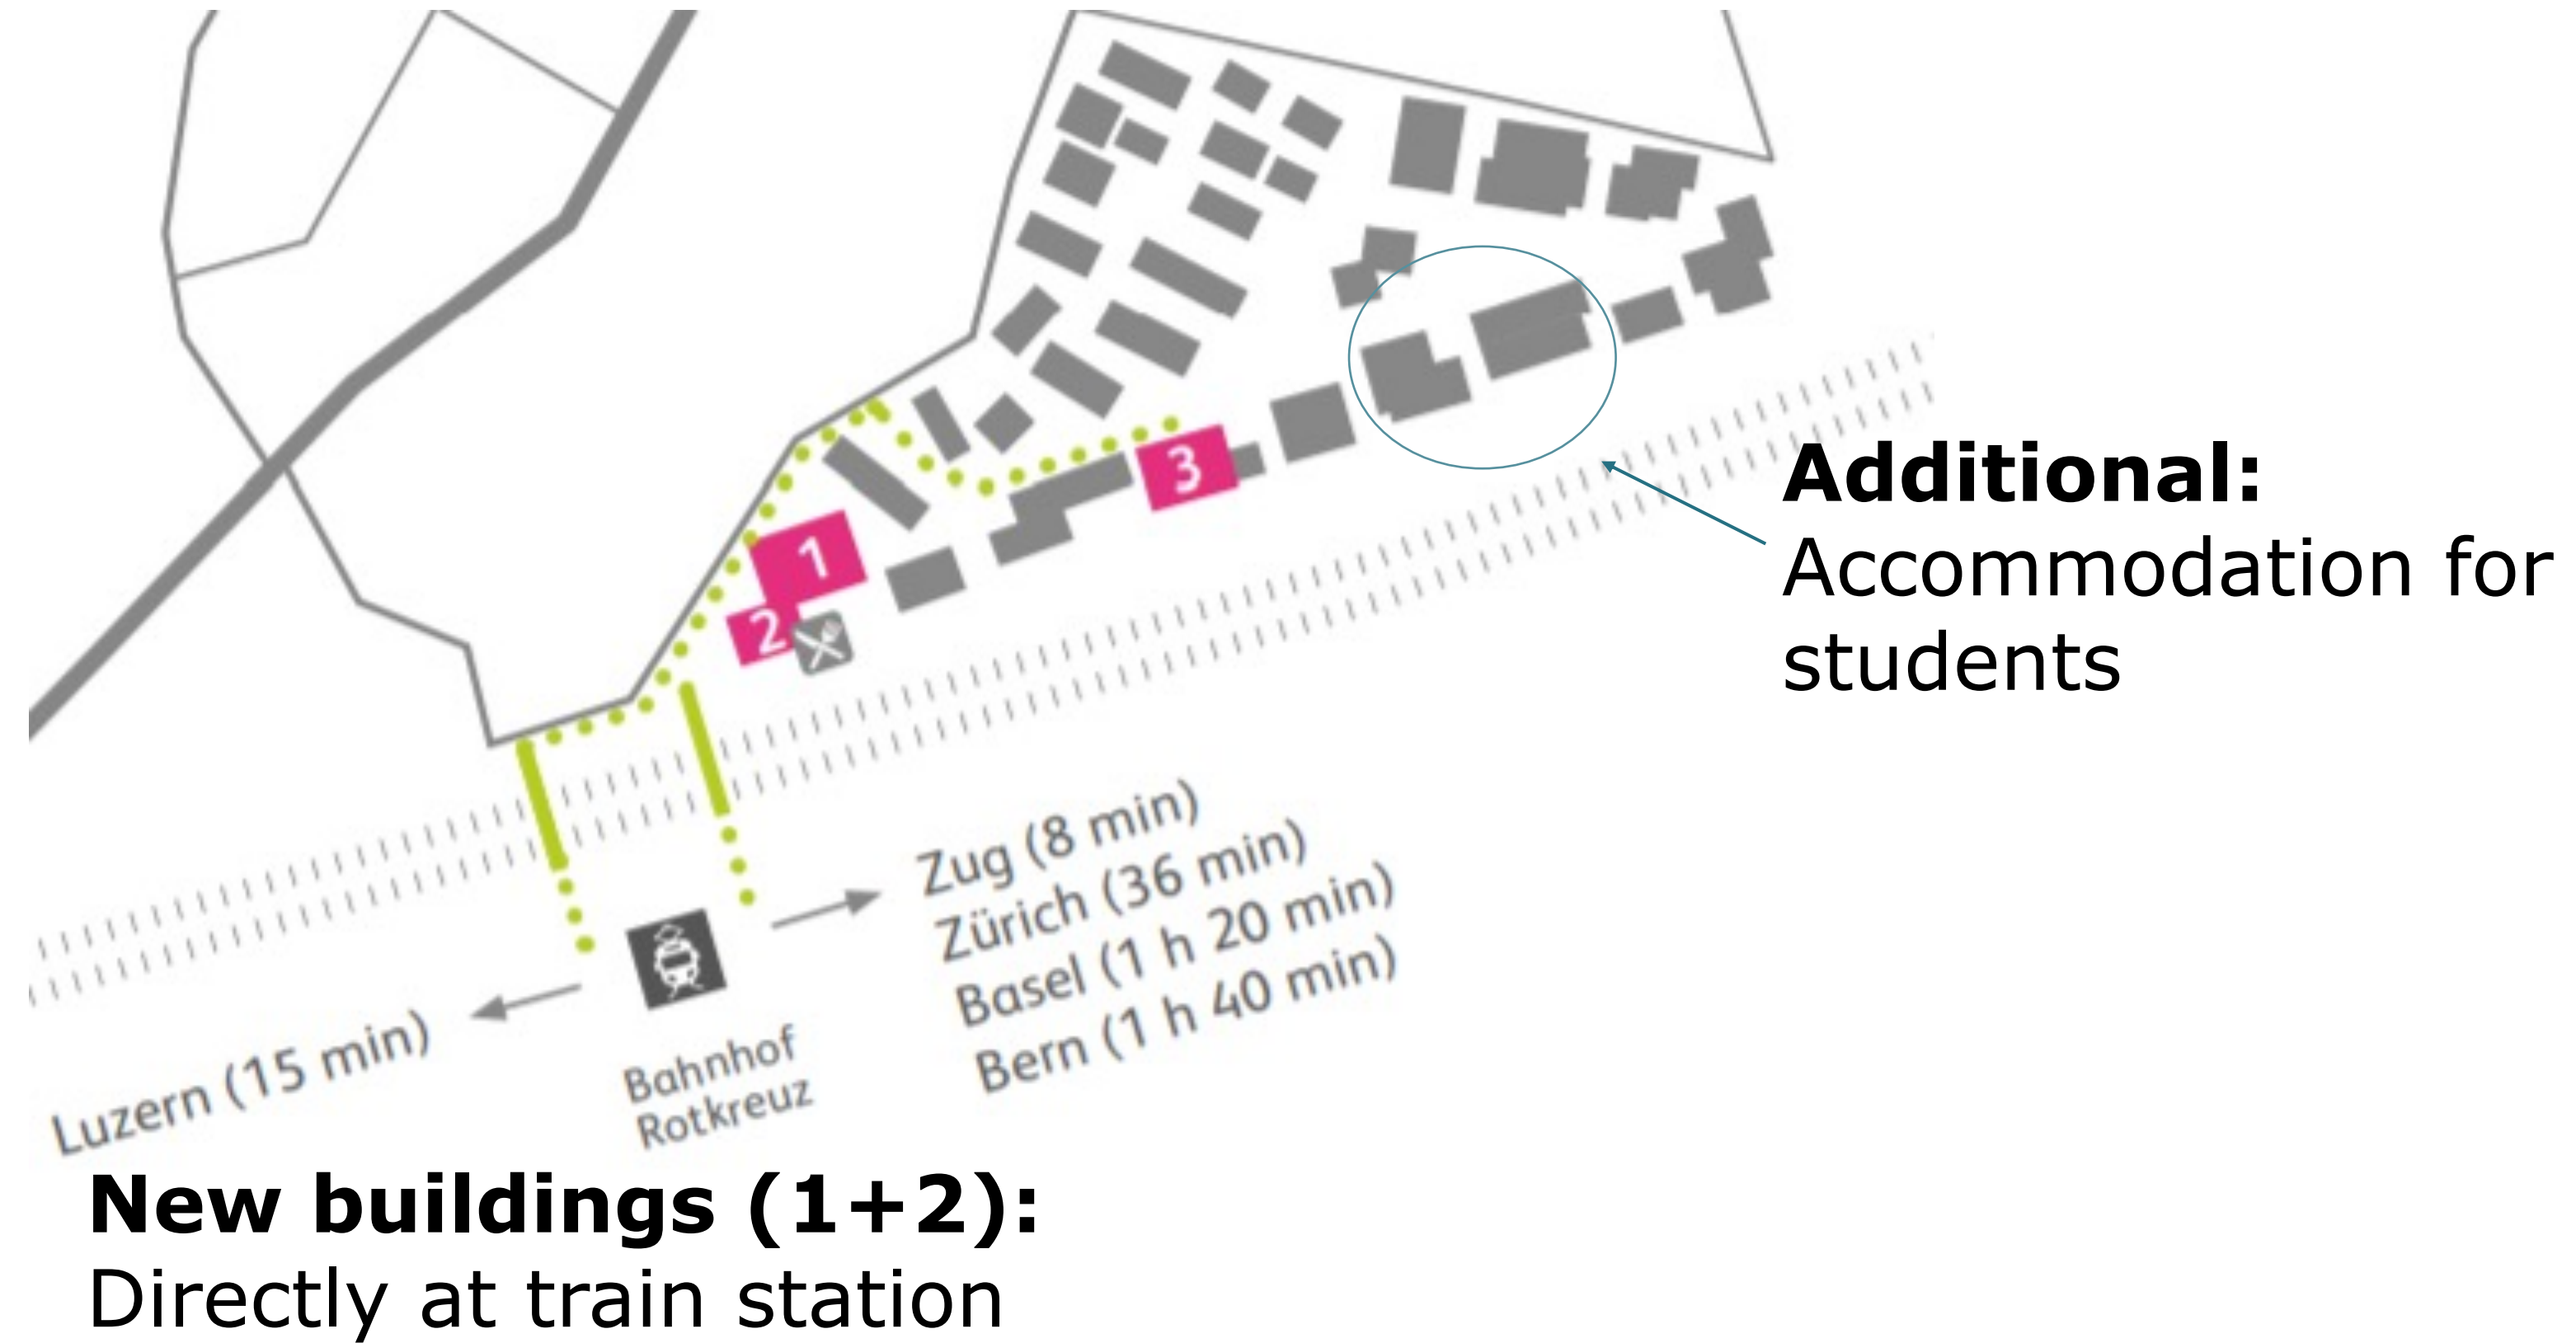 3
1
2
Additional:
Accommodation for
students
Zug (8 min)
Zürich (36 min)
Basel (1 h 20 min)
Bern (1 h 40 min)
Luzern (15 min)
Bahnhof
Rotkreuz
New buildings (1+2):
Directly at train station